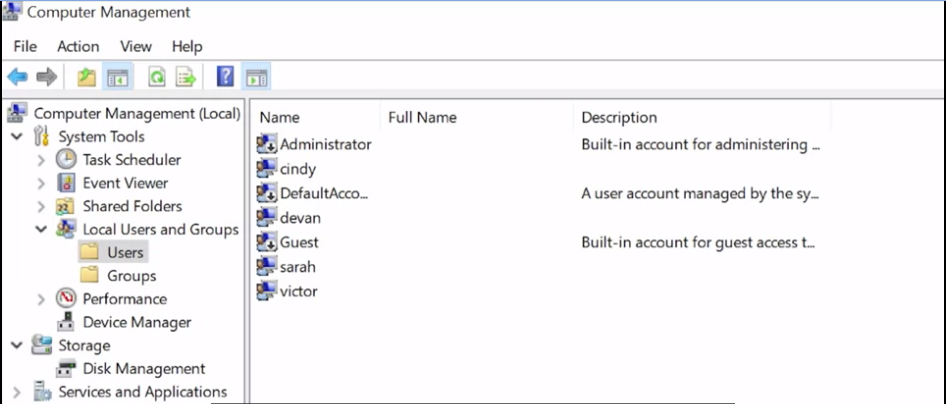 Computer Management
File Action View Help
Computer Management (Local)
System Tools
Task Scheduler
Event Viewer
Shared Folders
Local Users and Groups
Users
Groups
Performance
Device Manager
Storage
Disk Management
Services and Applications
Name Full Name Description
Administrator Built-in account for administering ...
cindy
DefaultAcco... A user account managed by the sy...
devan
Guest Built-in account for guest access t...
sarah
victor